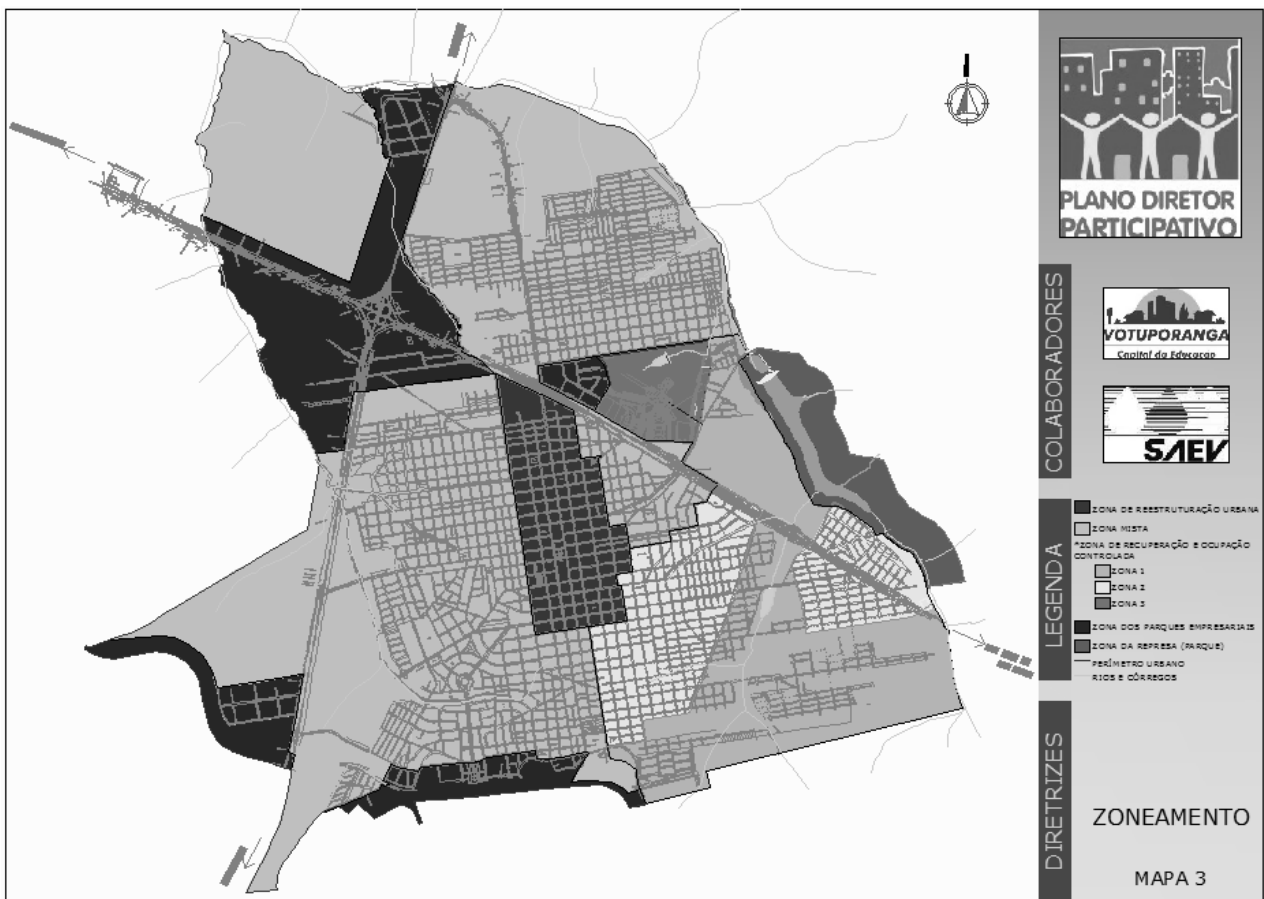 PLANO DIRETOR
PARTICIPATIVO
COLABORADORES
VOTUPORANGA
Capital da Educacao
SAEV
LEGENDA
ZONA DE REESTRUTURAÇÃO URBANA
ZONA MISTA
*ZONA DE RECUPERAÇÃO E OCUPAÇÃO
CONTROLADA
ZONA 1
ZONA 2
ZONA 3
ZONA DOS PARQUES EMPRESARIAIS
ZONA DA REPRESA (PARQUE)
PERÍMETRO URBANO
RIOS E CÓRREGOS
DIRETRIZES
ZONEAMENTO
MAPA 3